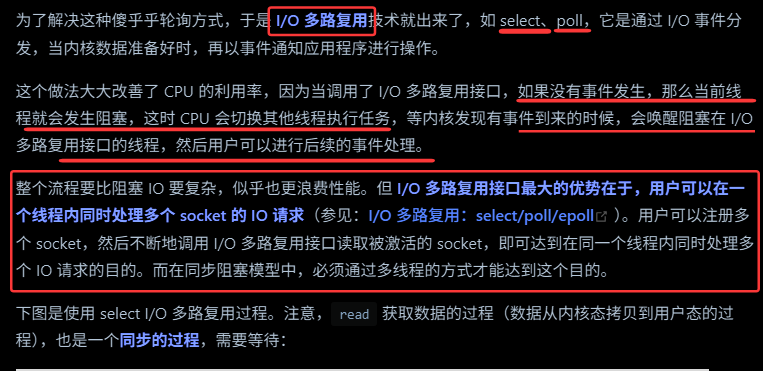 为了解决这种傻乎乎轮询方式，于是 I/O 多路复用技术就出来了，如 select、poll，它是通过 I/O 事件分
发，当内核数据准备好时，再以事件通知应用程序进行操作。
这个做法大大改善了 CPU 的利用率，因为当调用了 I/O 多路复用接口，如果没有事件发生，那么当前线
程就会发生阻塞，这时 CPU 会切换其他线程执行任务，等内核发现有事件到来的时候，会唤醒阻塞在 I/O
多路复用接口的线程，然后用户可以进行后续的事件处理。
整个流程要比阻塞 IO 要复杂，似乎也更浪费性能。但 I/O 多路复用接口最大的优势在于，用户可以在一
个线程内同时处理多个 socket 的 IO 请求（参见：I/O 多路复用：select/poll/epoll）。用户可以注册多
个 socket，然后不断地调用 I/O 多路复用接口读取被激活的 socket，即可达到在同一个线程内同时处理多
个 IO 请求的目的。而在同步阻塞模型中，必须通过多线程的方式才能达到这个目的。
下图是使用 select I/O 多路复用过程。注意，read 获取数据的过程（数据从内核态拷贝到用户态的过
程），也是一个同步的过程，需要等待：